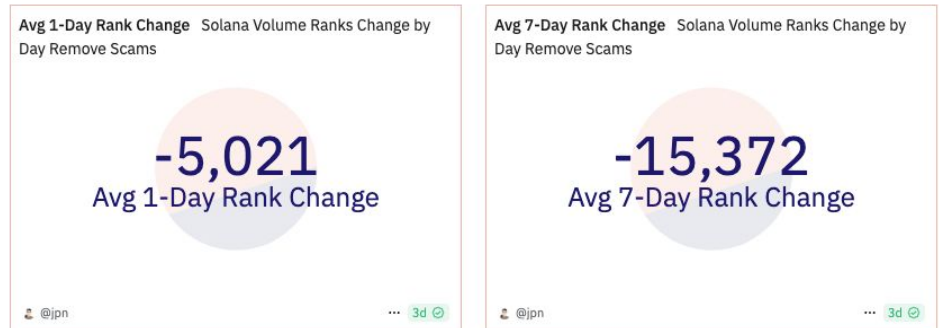 Avg 1-Day Rank Change Solana Volume Ranks Change by
Day Remove Scams
-5,021
Avg 1-Day Rank Change
@jpn
... 3d
Avg 7-Day Rank Change Solana Volume Ranks Change by
Day Remove Scams
-15,372
Avg 7-Day Rank Change
@jpn
... 3d